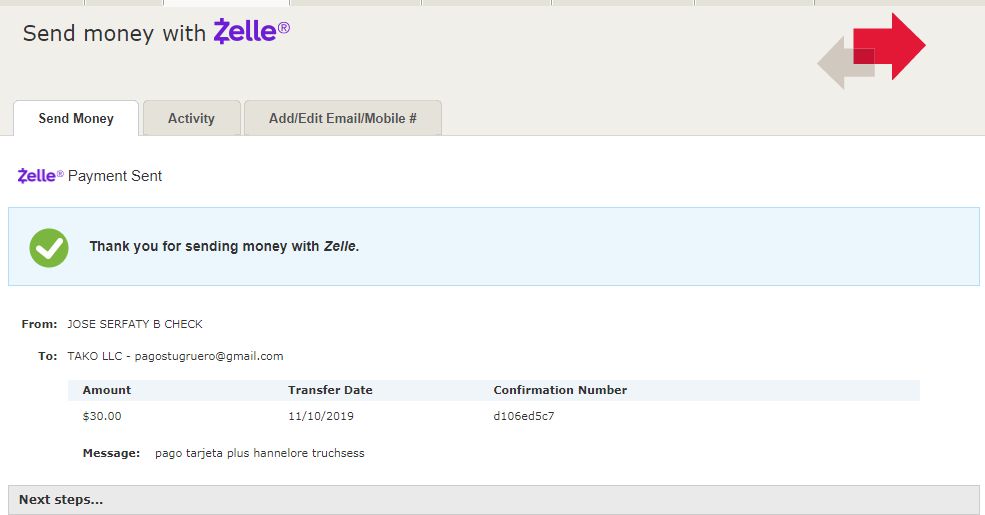 Send money with Zelle®
Send Money
Activity
Add/Edit Email/Mobile #
Zelle® Payment Sent
Thank you for sending money with Zelle.
From: JOSE SERFATY B CHECK
To: TAKO LLC - pagostugruero@gmail.com
Amount Transfer Date Confirmation Number
$30.00 11/10/2019 d106ed5c7
Message: pago tarjeta plus hannelore truchsess
Next steps...